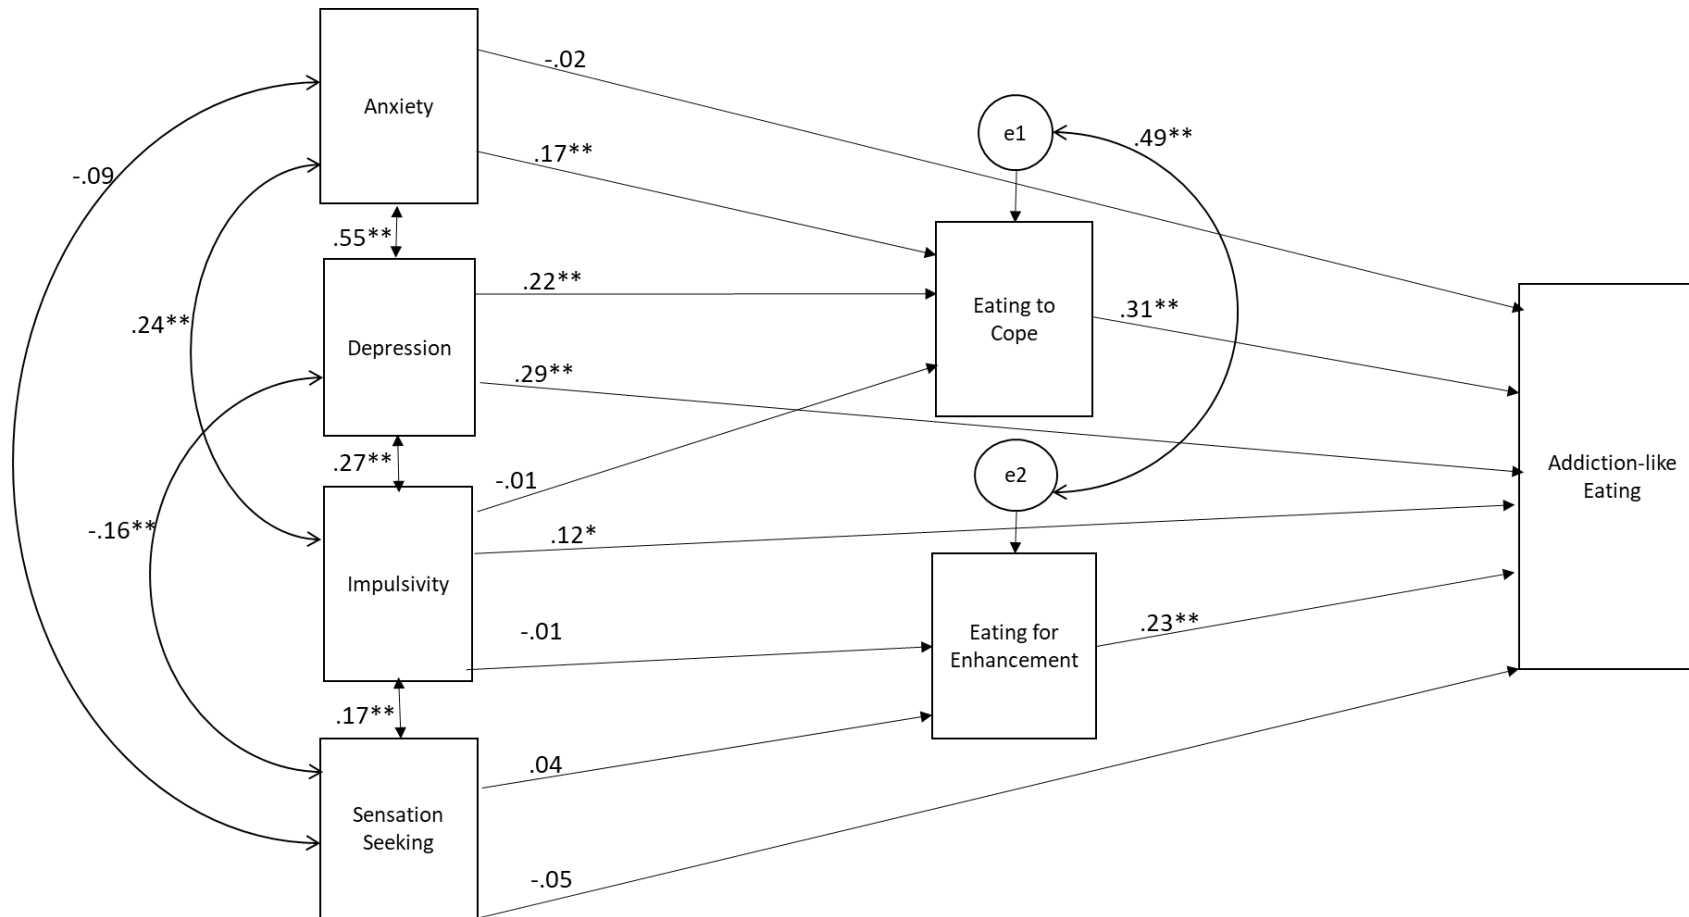 -.02
Anxiety
e1
.49**
.17**
-.09
.55**
.22**
Eating to
Cope
.31**
.24**
Depression
.29**
.27**
-.01
e2
Addiction-like
Eating
-.16**
.12*
Impulsivity
-.01
Eating for
Enhancement
.23**
.17**
.04
Sensation
Seeking
-.05